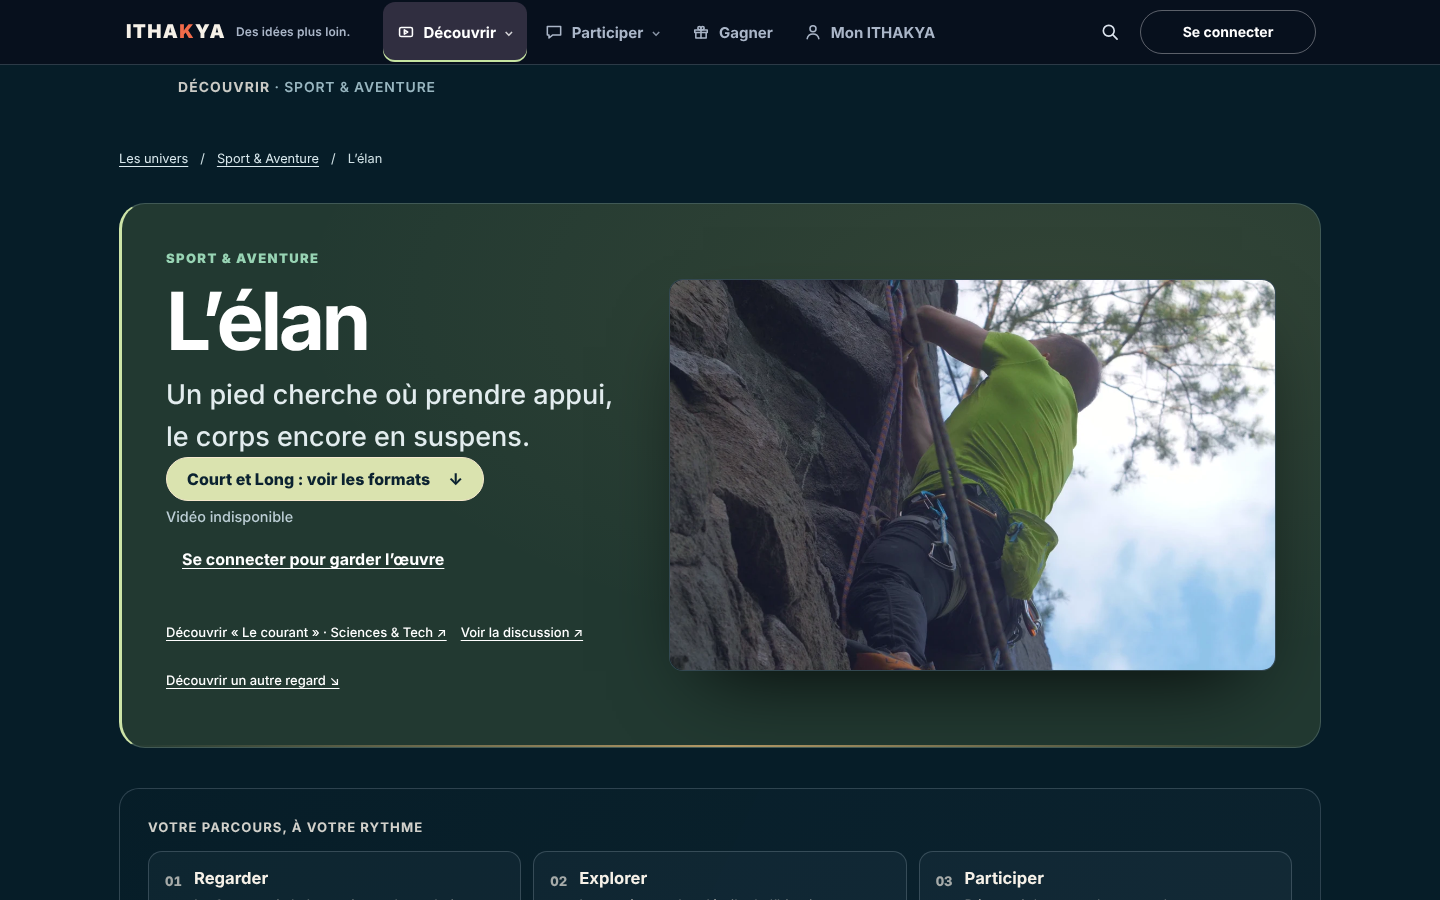 ITHAKYA Des idées plus loin. Découvrir Participer Gagner Mon ITHAKYA Se connecter
DÉCOUVRIR · SPORT & AVENTURE
Les univers / Sport & Aventure / L’élan
SPORT & AVENTURE
L’élan
Un pied cherche où prendre appui,
le corps encore en suspens.
Court et Long : voir les formats ↓
Vidéo indisponible
Se connecter pour garder l’œuvre
Découvrir « Le courant » · Sciences & Tech ↗ Voir la discussion ↗
Découvrir un autre regard ↘
VOTRE PARCOURS, À VOTRE RYTHME
01 Regarder
02 Explorer
03 Participer